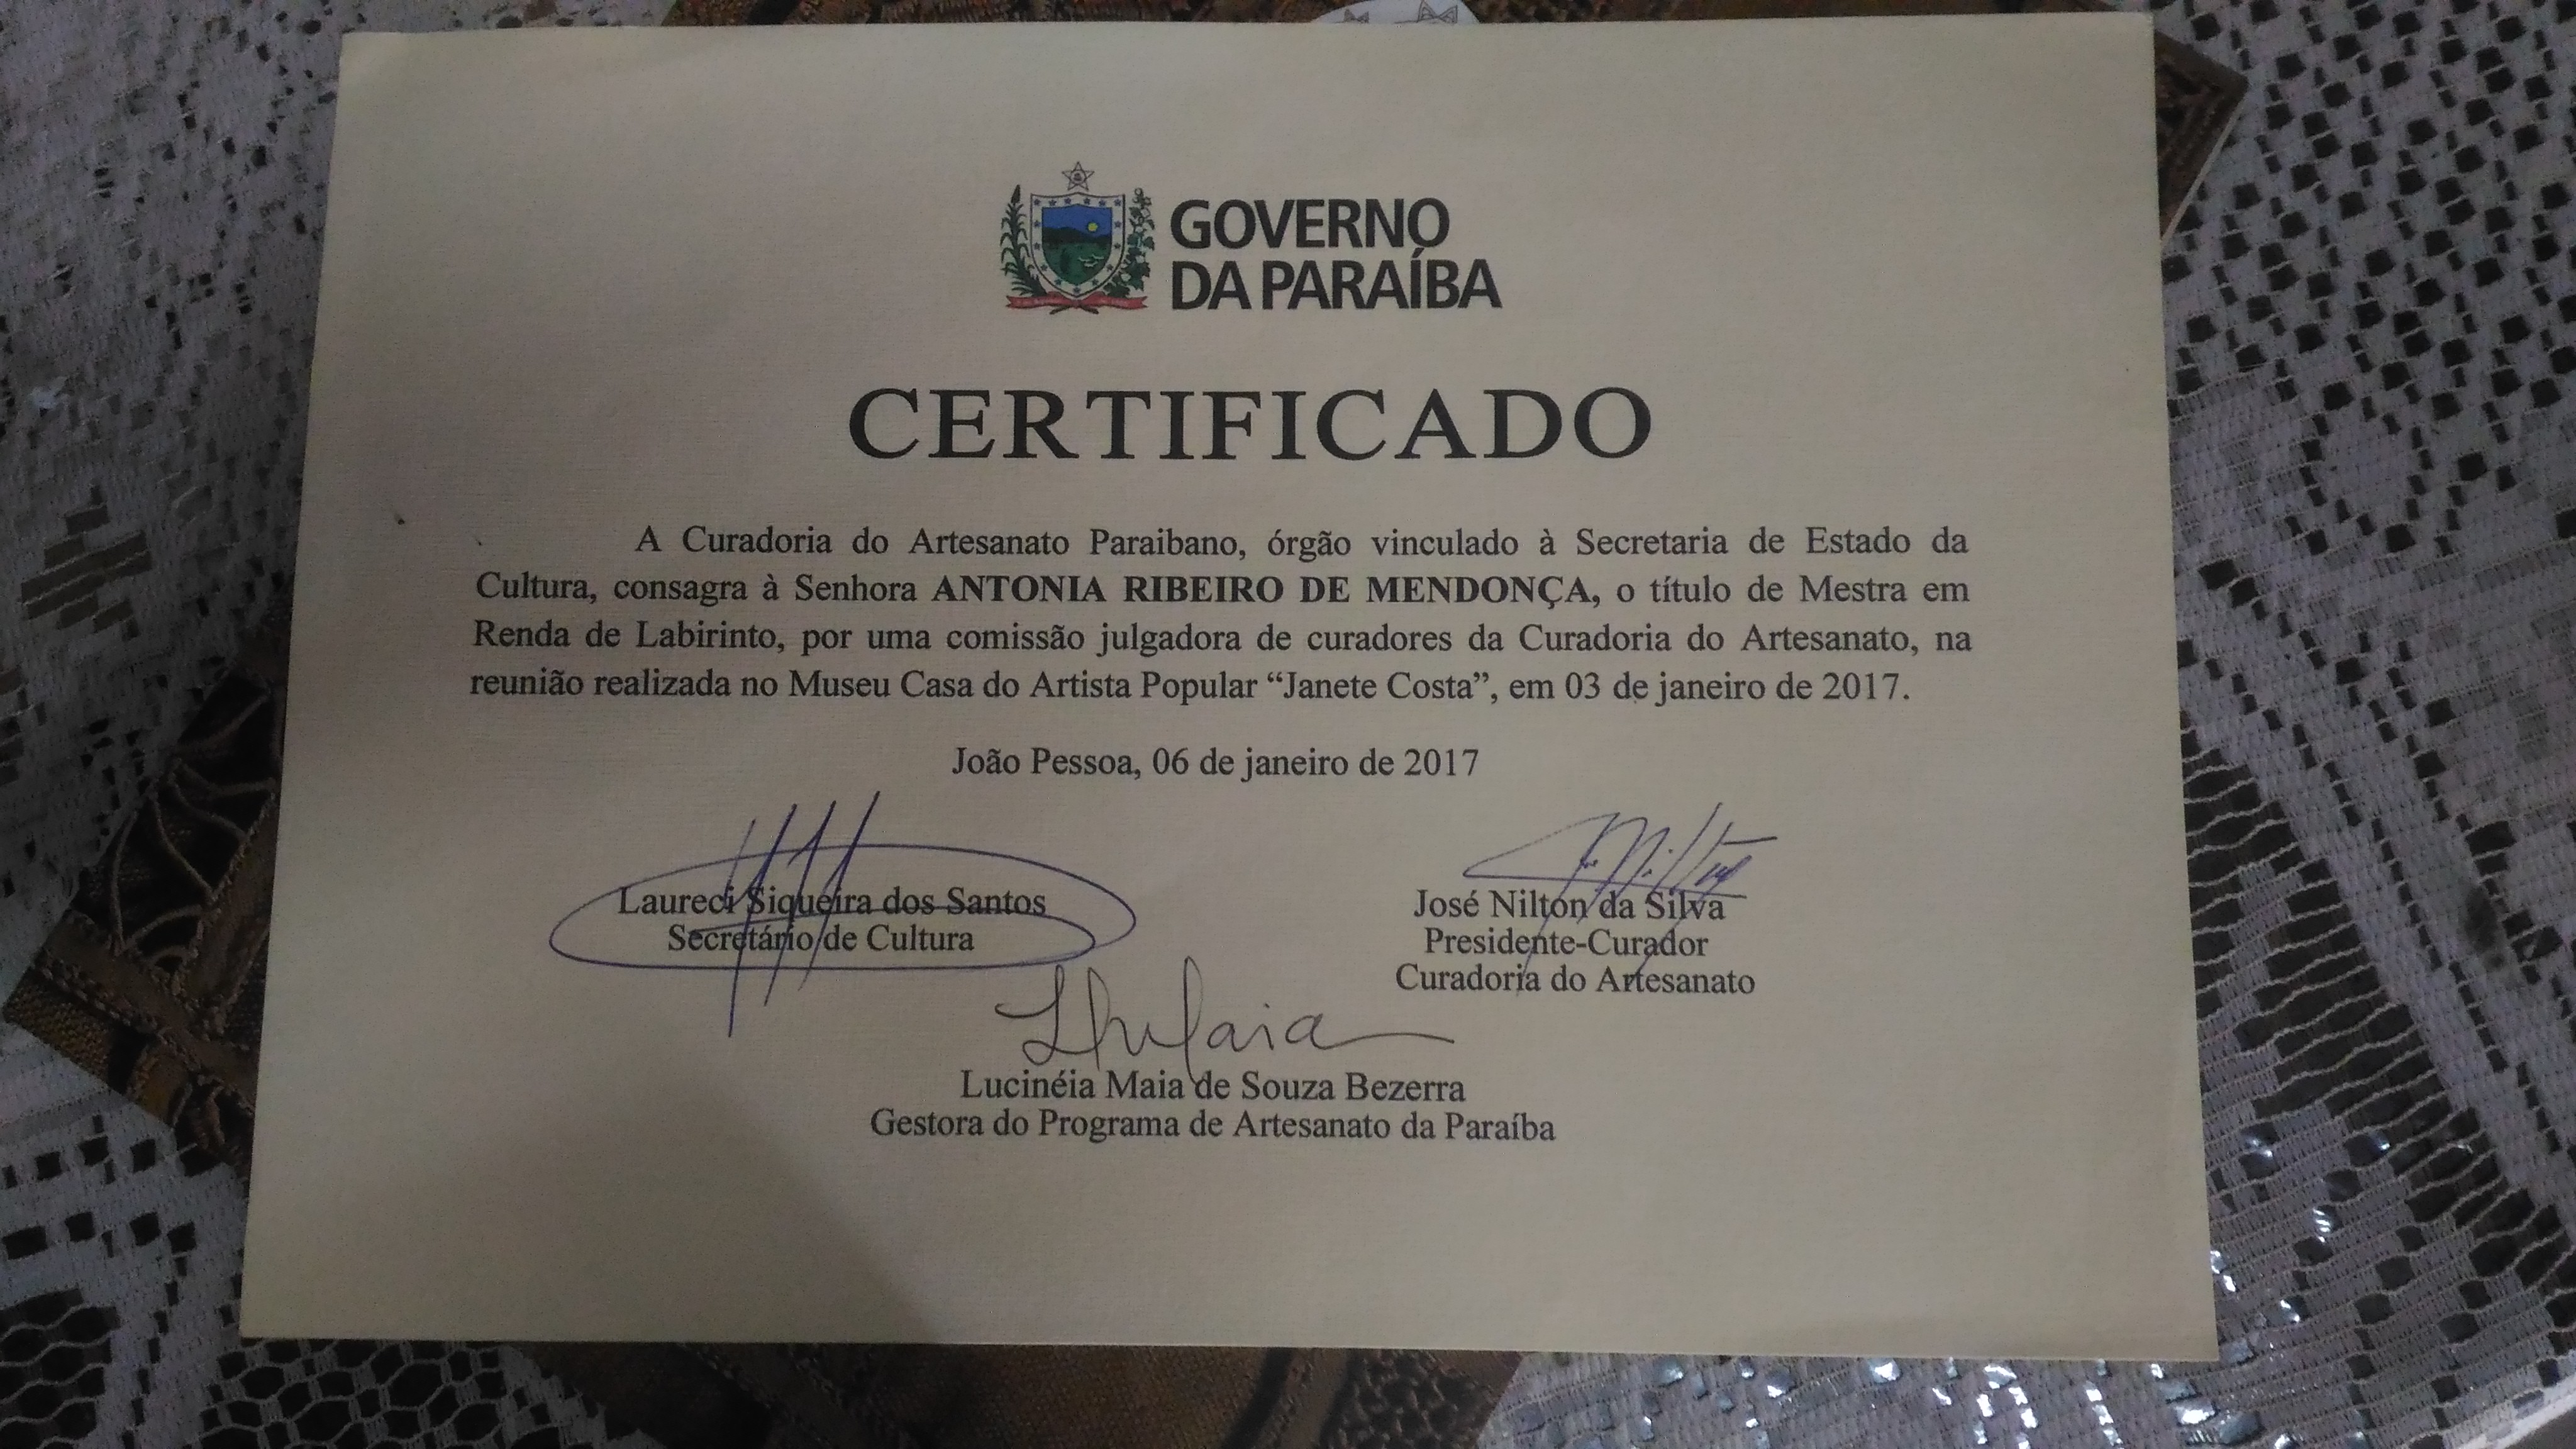 GOVERNO
DA PARAÍBA
CERTIFICADO
A Curadoria do Artesanato Paraibano, órgão vinculado à Secretaria de Estado da
Cultura, consagra à Senhora ANTONIA RIBEIRO DE MENDONÇA, o título de Mestra em
Renda de Labirinto, por uma comissão julgadora de curadores da Curadoria do Artesanato, na
reunião realizada no Museu Casa do Artista Popular “Janete Costa”, em 03 de janeiro de 2017.
João Pessoa, 06 de janeiro de 2017
Laureci Siqueira dos Santos
Secretário de Cultura
José Nilton da Silva
Presidente-Curador
Curadoria do Artesanato
Lucinéia Maia de Souza Bezerra
Gestora do Programa de Artesanato da Paraíba